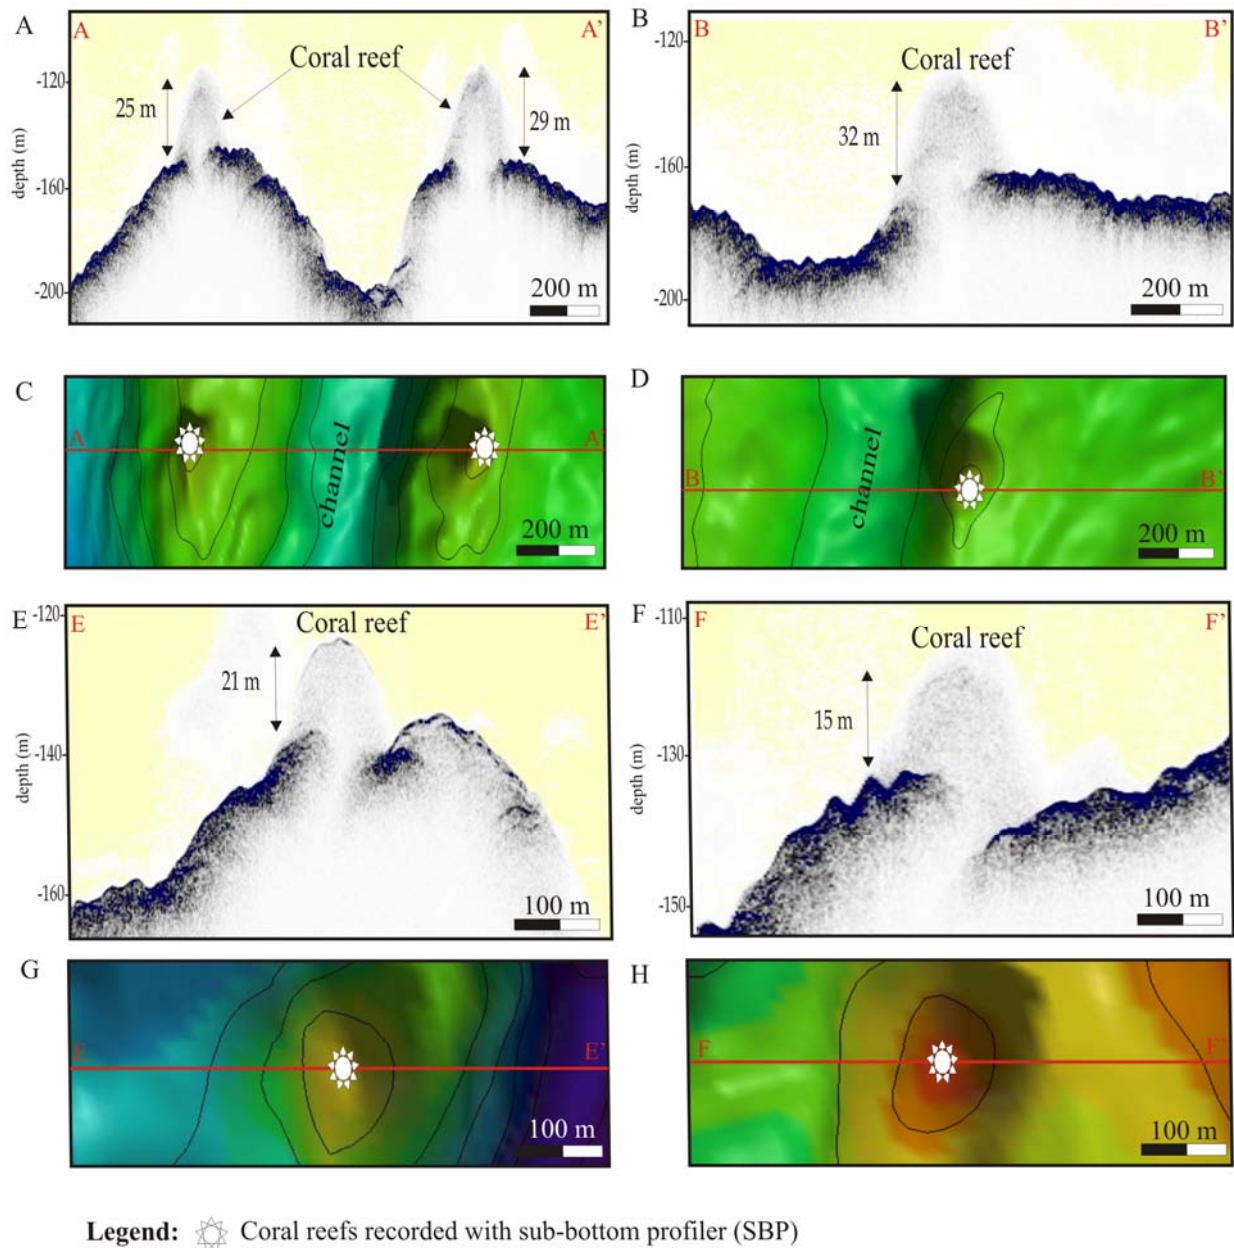 A
A A'
Coral reef
-120
25 m
29 m
depth (m)
-160
-200
200 m
B
B B'
-120
Coral reef
32 m
depth (m)
-160
-200
200 m
C
A A'
channel
200 m
D
B B'
channel
200 m
E
-120
E E'
Coral reef
21 m
depth (m)
-140
-160
100 m
F
-110
F F'
Coral reef
15 m
depth (m)
-130
-150
100 m
G
E E'
100 m
H
F F'
100 m
Legend: Coral reefs recorded with sub-bottom profiler (SBP)